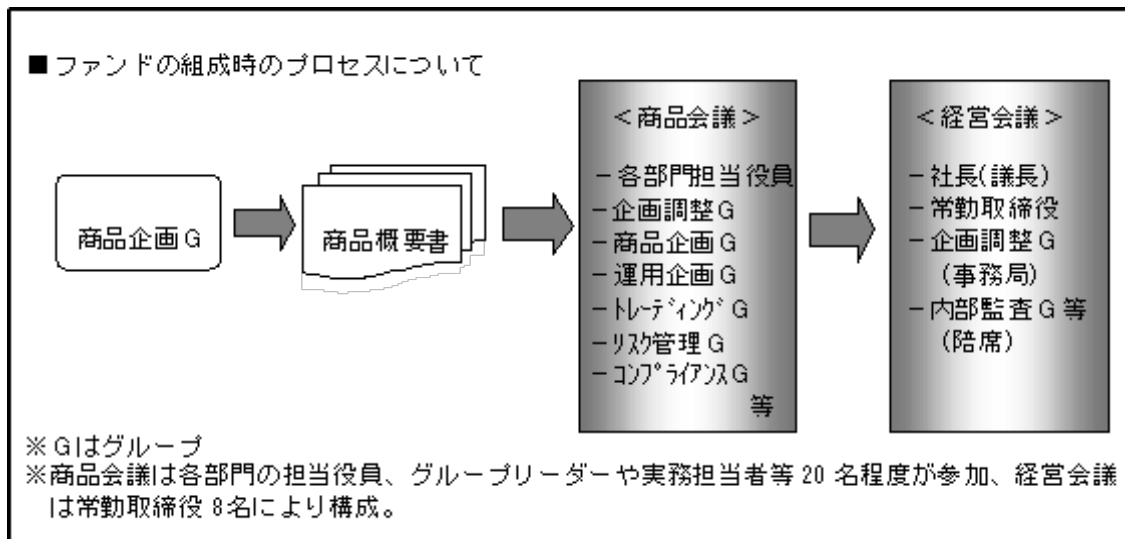 ■ファンドの組成時のプロセスについて
商品企画G
商品概要書
＜商品会議＞
－各部門担当役員
－企画調整G
－商品企画G
－運用企画G
－ﾄﾚｰﾃﾞｨﾝｸﾞG
－ﾘｽｸ管理G
－ｺﾝﾌﾟﾗｲｱﾝｽG
等
＜経営会議＞
－社長(議長)
－常勤取締役
－企画調整G
(事務局)
－内部監査G等
(陪席)
※Gはグループ
※商品会議は各部門の担当役員、グループリーダーや実務担当者等 20 名程度が参加、経営会議
は常勤取締役 8名により構成。